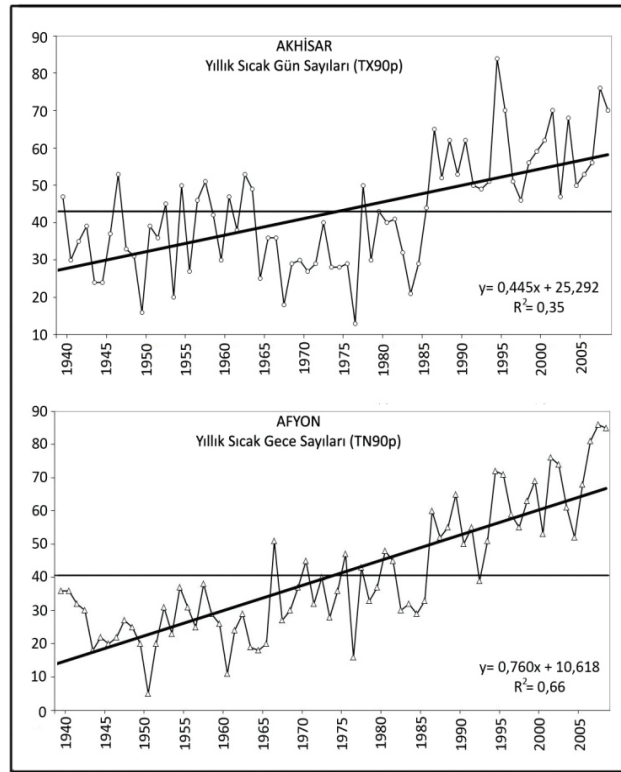 AKHİSAR
Yıllık Sıcak Gün Sayıları (TX90p)
90
80
70
60
50
40
30
20
10
y= 0,445x + 25,292
R²= 0,35
1940 1945 1950 1955 1960 1965 1970 1975 1980 1985 1990 1995 2000 2005
AFYON
Yıllık Sıcak Gece Sayıları (TN90p)
90
80
70
60
50
40
30
20
10
0
y= 0,760x + 10,618
R²= 0,66
1940 1945 1950 1955 1960 1965 1970 1975 1980 1985 1990 1995 2000 2005